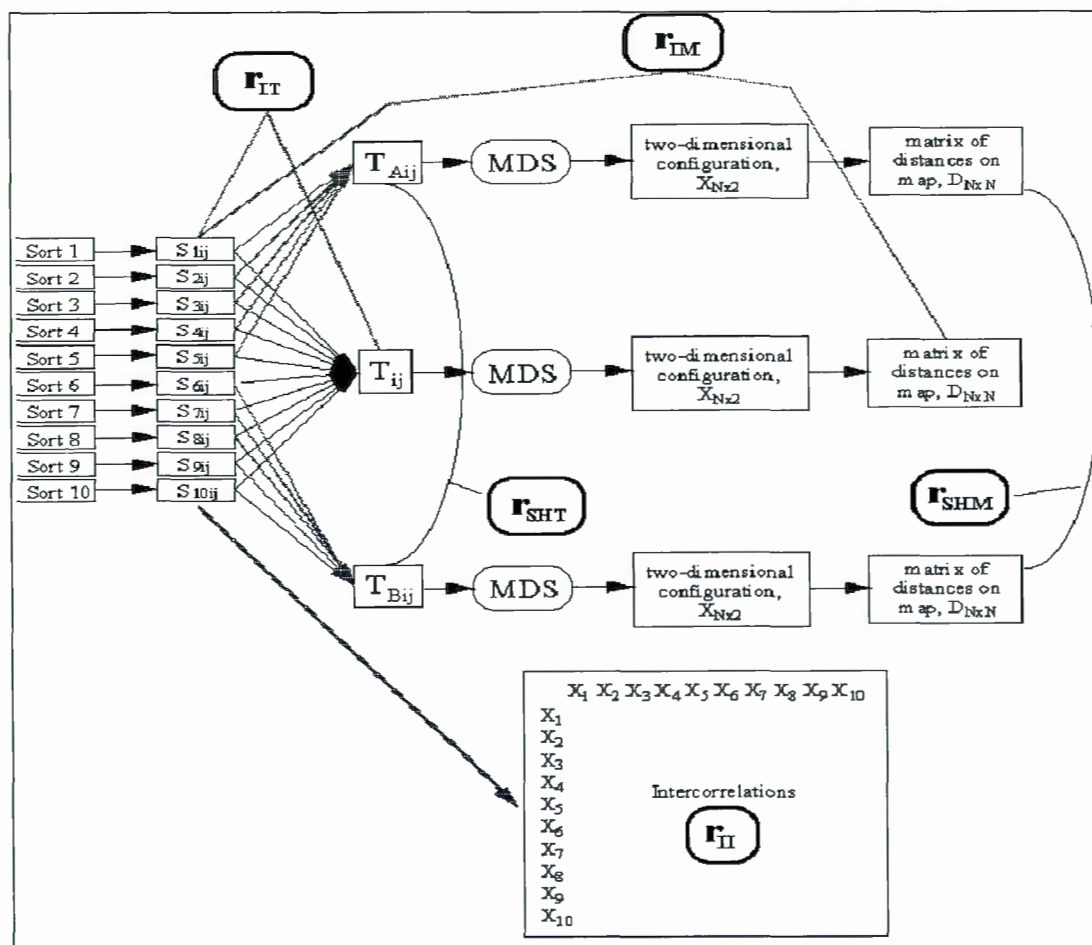 r_IM
r_IT
T_Aij
MDS
two-dimensional
configuration,
X_Nx2
matrix of
distances on
map, D_NxN
Sort 1
S_1ij
Sort 2
S_2ij
Sort 3
S_3ij
Sort 4
S_4ij
Sort 5
S_5ij
Sort 6
S_6ij
Sort 7
S_7ij
Sort 8
S_8ij
Sort 9
S_9ij
Sort 10
S_10ij
T_ij
MDS
two-dimensional
configuration,
X_Nx2
matrix of
distances on
map, D_NxN
r_SHT
r_SHM
T_Bij
MDS
two-dimensional
configuration,
X_Nx2
matrix of
distances on
map, D_NxN
X_1 X_2 X_3 X_4 X_5 X_6 X_7 X_8 X_9 X_10
X_1
X_2
X_3
X_4
X_5
X_6
X_7
X_8
X_9
X_10
Intercorrelations
r_II